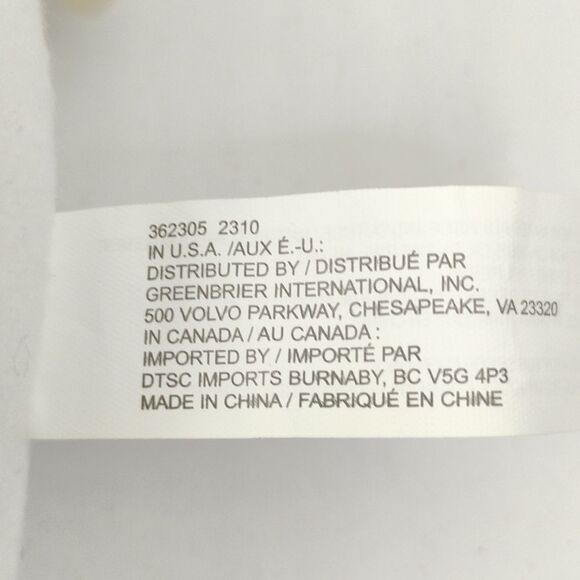 362305 2310
IN U.S.A. /AUX É.-U.:
DISTRIBUTED BY / DISTRIBUÉ PAR
GREENBRIER INTERNATIONAL, INC.
500 VOLVO PARKWAY, CHESAPEAKE, VA 23320
IN CANADA / AU CANADA :
IMPORTED BY / IMPORTÉ PAR
DTSC IMPORTS BURNABY, BC V5G 4P3
MADE IN CHINA / FABRIQUÉ EN CHINE